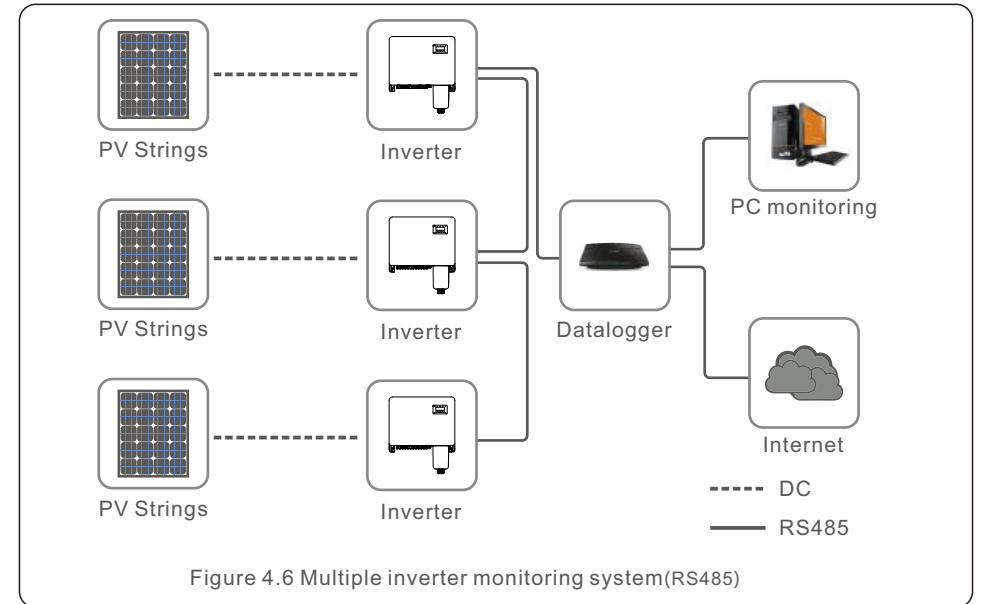 PV Strings
Inverter
PC monitoring
PV Strings
Inverter
Datalogger
Internet
PV Strings
Inverter
DC
RS485
Figure 4.6 Multiple inverter monitoring system(RS485)